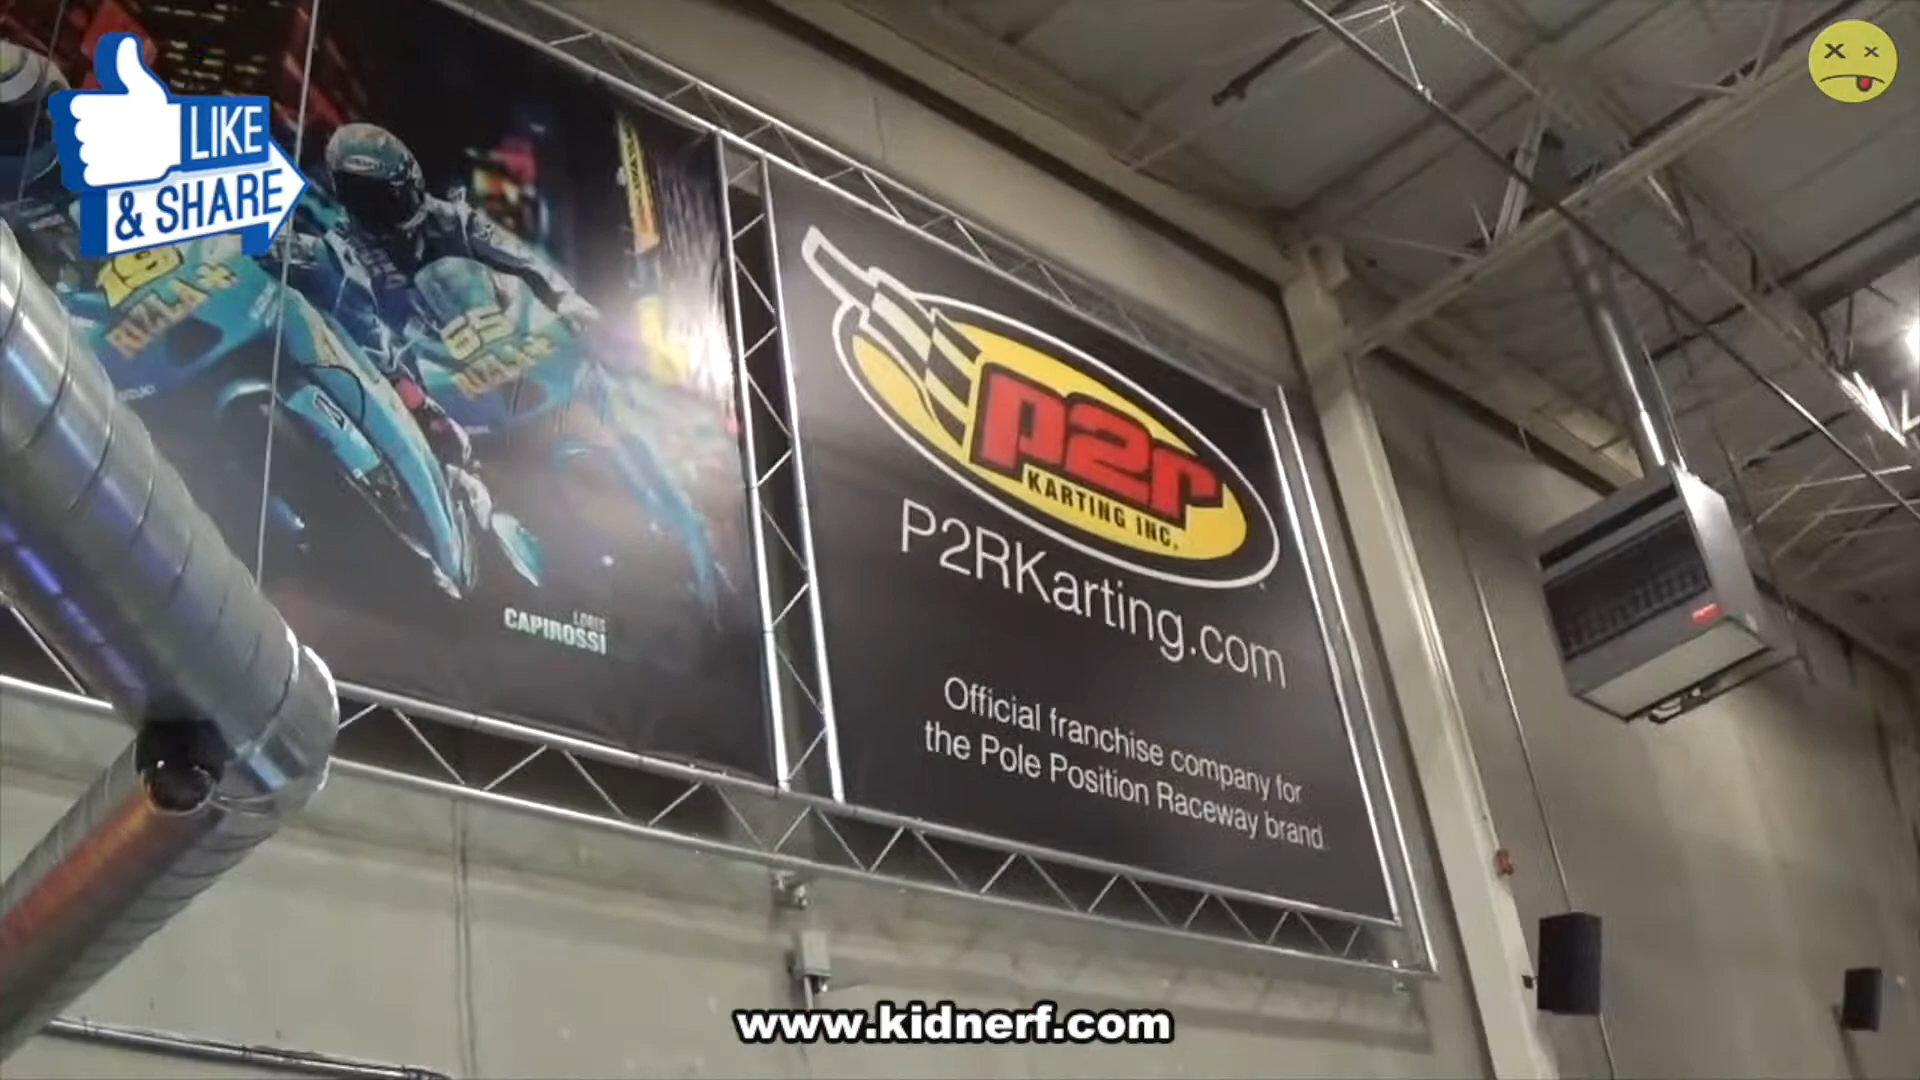 LIKE
& SHARE
19
RIZLA+
65
RIZLA+
LORIS
CAPIROSSI
p2r
KARTING INC.
P2RKarting.com
Official franchise company for
the Pole Position Raceway brand
www.kidnerf.com